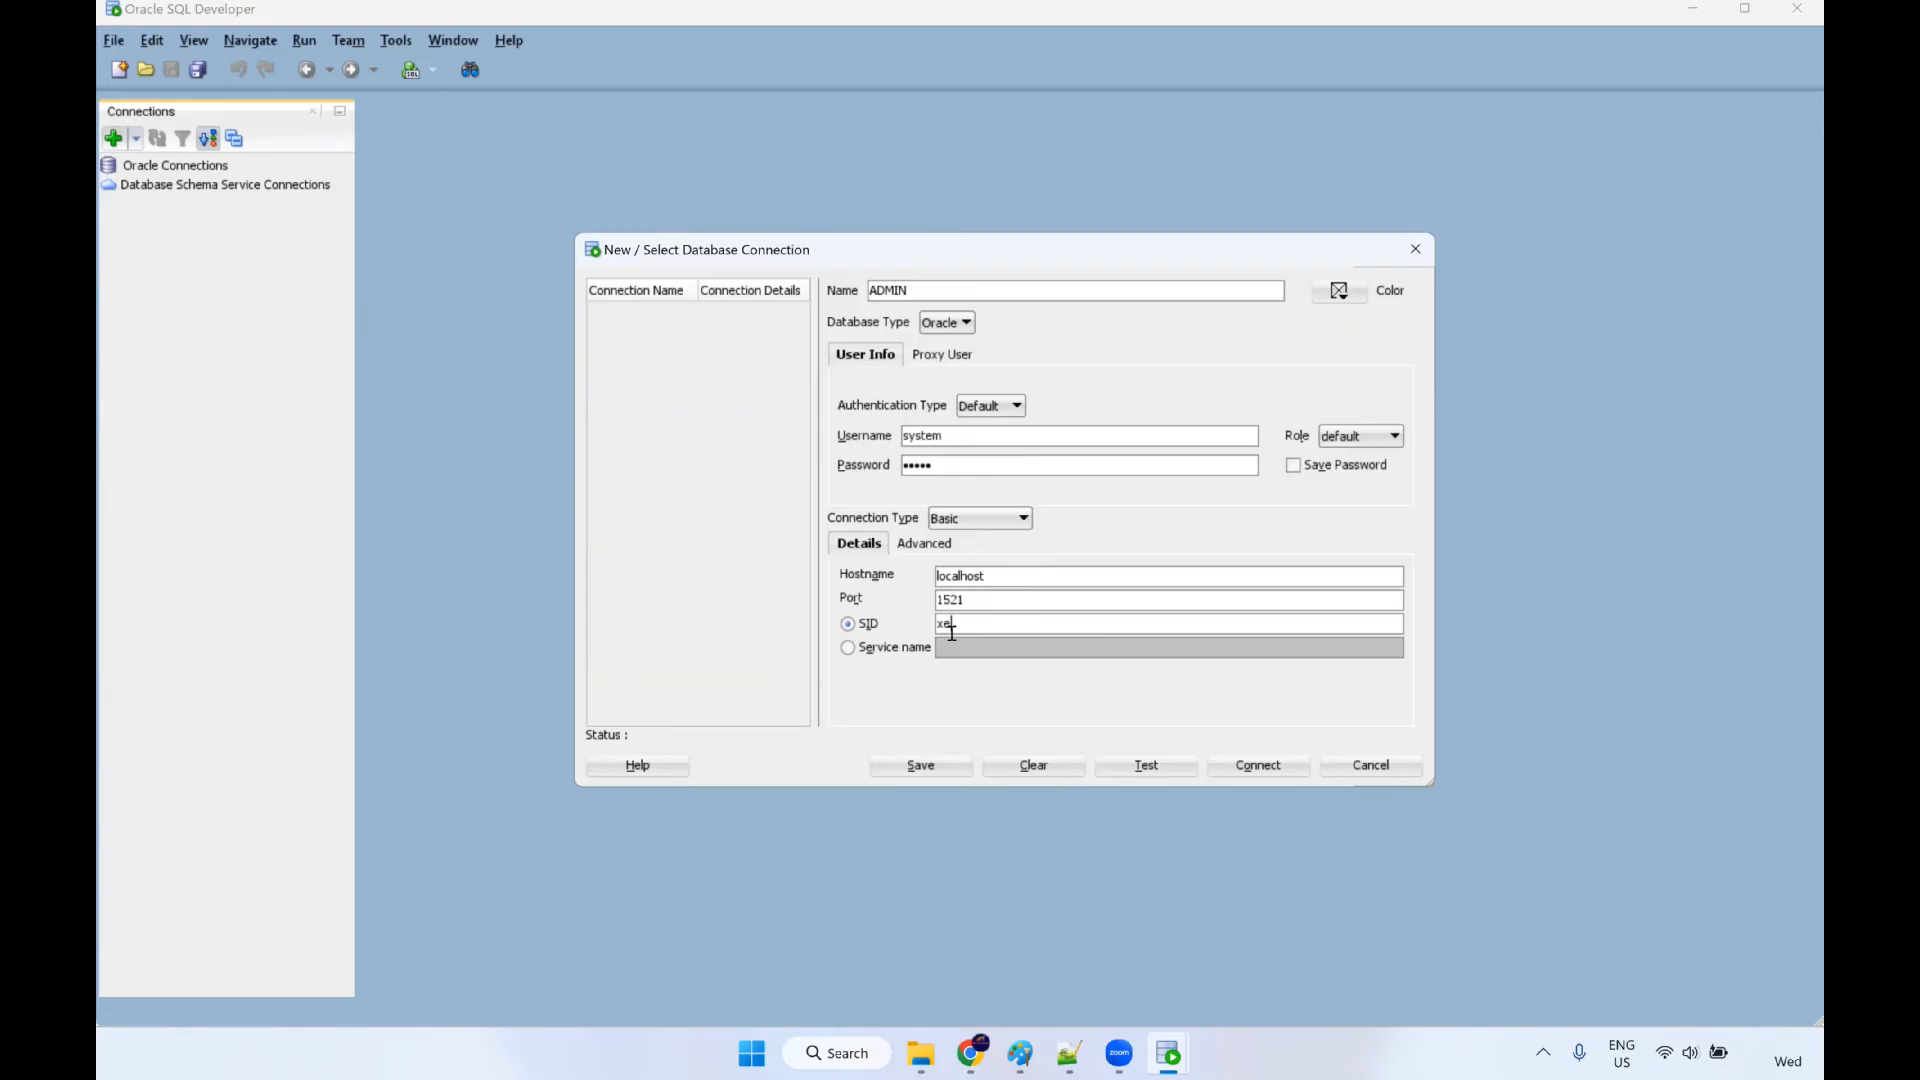 Oracle SQL Developer
File Edit View Navigate Run Team Tools Window Help
SQL
Connections
Oracle Connections
Database Schema Service Connections
New / Select Database Connection
Connection Name Connection Details
Name ADMIN Color
Database Type Oracle
User Info Proxy User
Authentication Type Default
Username system Role default
Password ••••• Save Password
Connection Type Basic
Details Advanced
Hostname localhost
Port 1521
SID xe
Service name
Status :
Help Save Clear Test Connect Cancel
Search
zoom
ENG
US
Wed